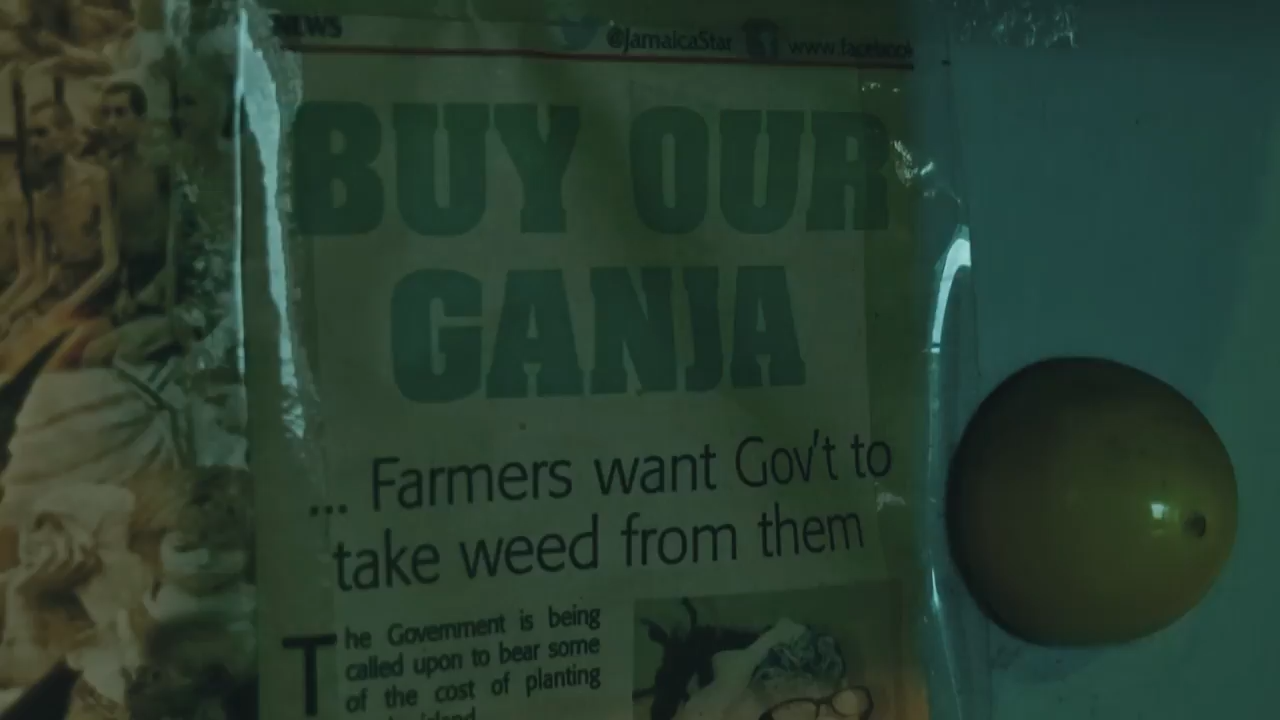 NEWS @JamaicaStar www.facebook
BUY OUR
GANJA
... Farmers want Gov't to
take weed from them
The Government is being
called upon to bear some
of the cost of planting